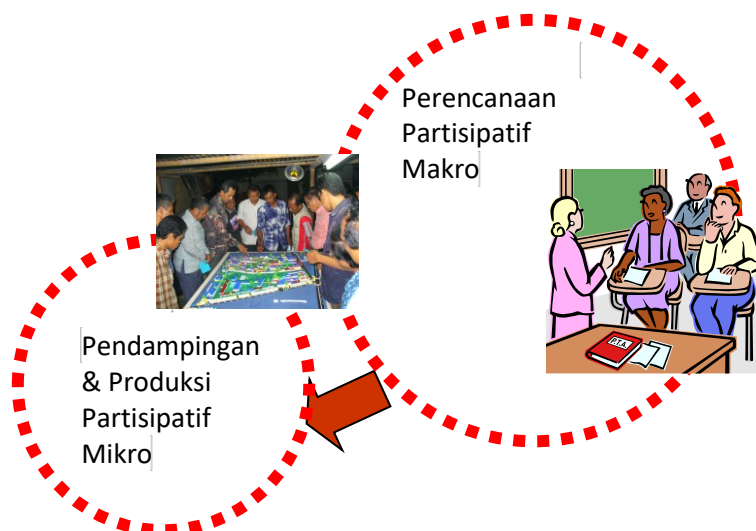 Perencanaan
Partisipatif
Makro
P.T.A.
Pendampingan
& Produksi
Partisipatif
Mikro